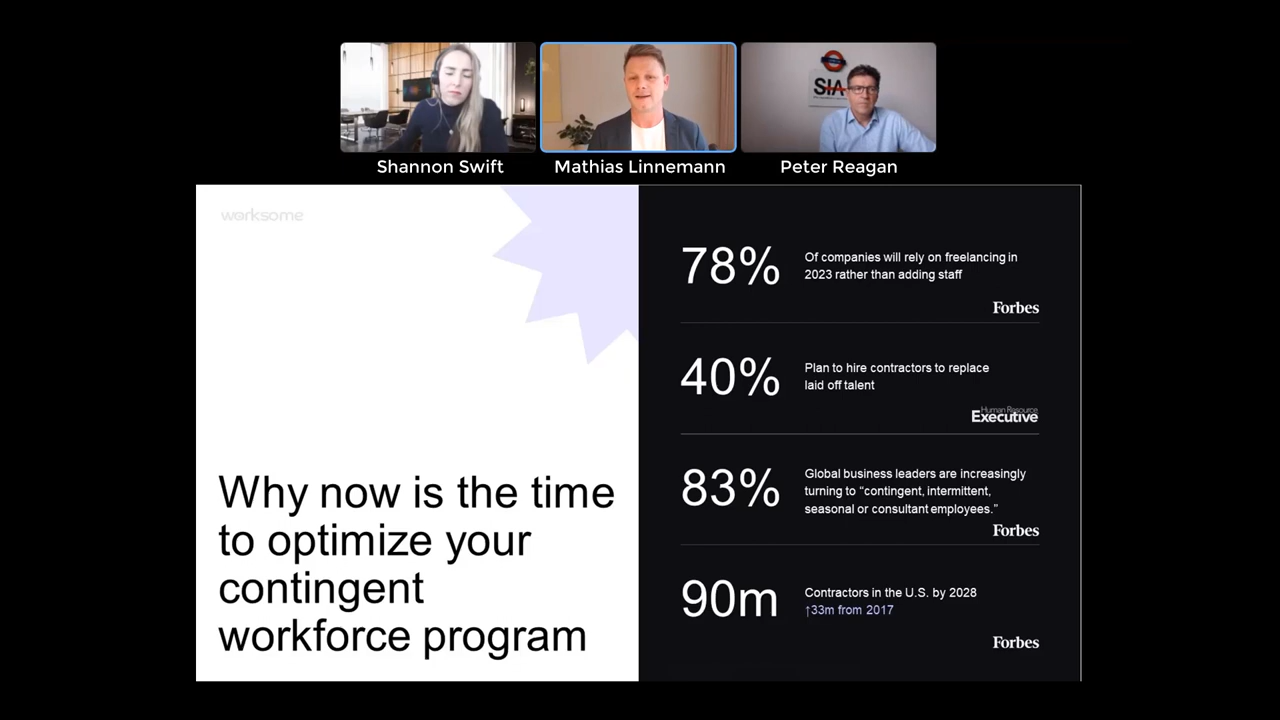 SIA
Shannon Swift
Mathias Linnemann
Peter Reagan
worksome
Why now is the time
to optimize your
contingent
workforce program
78%
Of companies will rely on freelancing in
2023 rather than adding staff
Forbes
40%
Plan to hire contractors to replace
laid off talent
Human Resource
Executive
83%
Global business leaders are increasingly
turning to “contingent, intermittent,
seasonal or consultant employees.”
Forbes
90m
Contractors in the U.S. by 2028
↑33m from 2017
Forbes